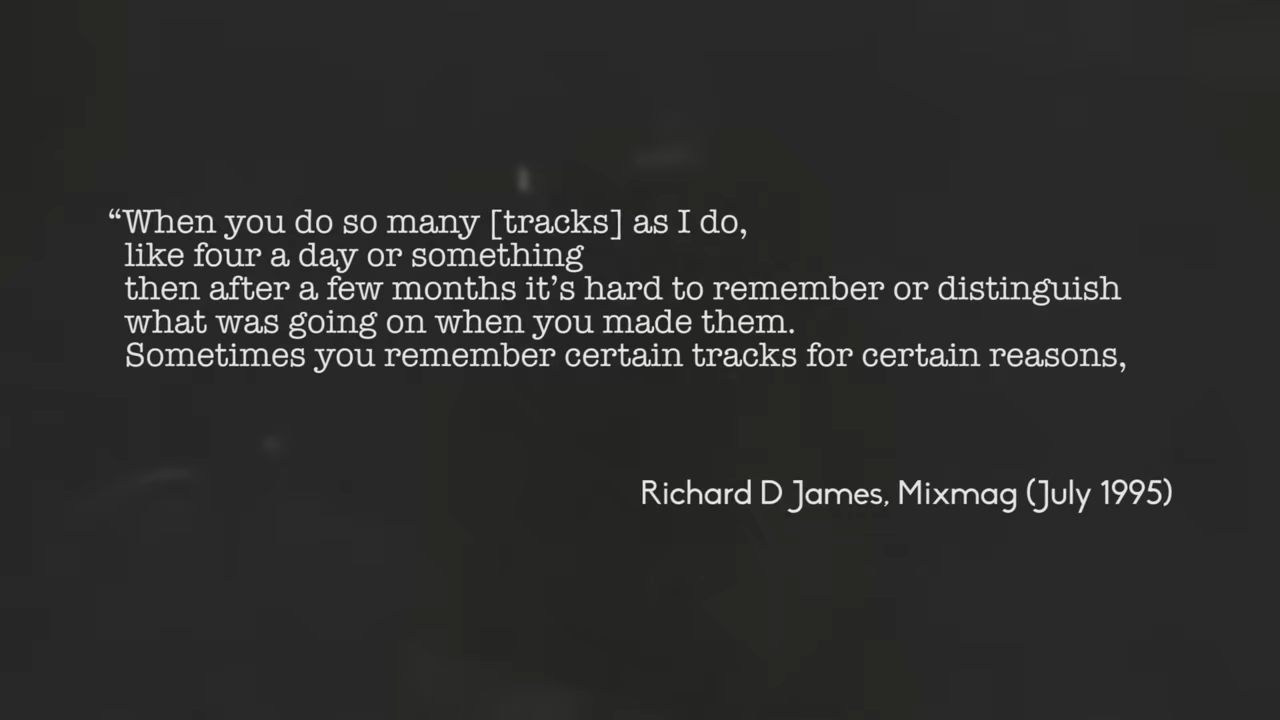 “When you do so many [tracks] as I do,
like four a day or something
then after a few months it’s hard to remember or distinguish
what was going on when you made them.
Sometimes you remember certain tracks for certain reasons,
Richard D James, Mixmag (July 1995)